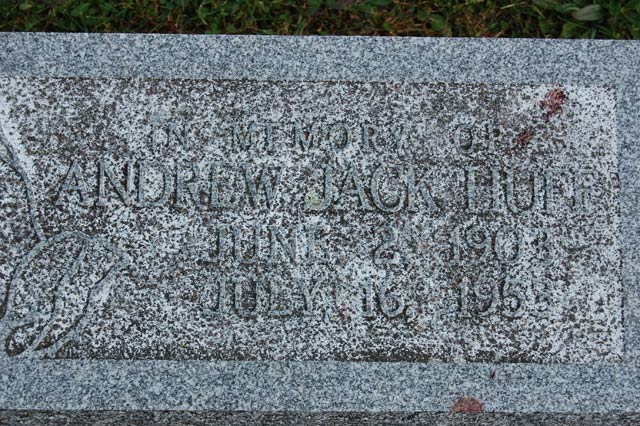 IN MEMORY OF
ANDREW JACK HUFF
JUNE 2, 1903
JULY 16,